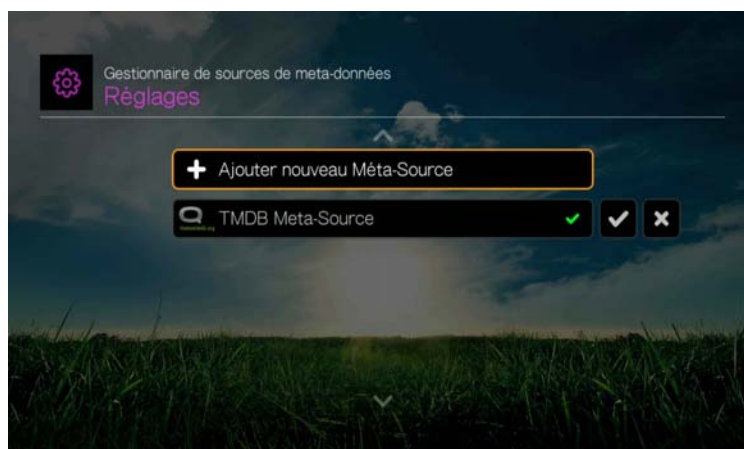 Gestionnaire de sources de meta-données
Réglages
Ajouter nouveau Méta-Source
TMDB Meta-Source